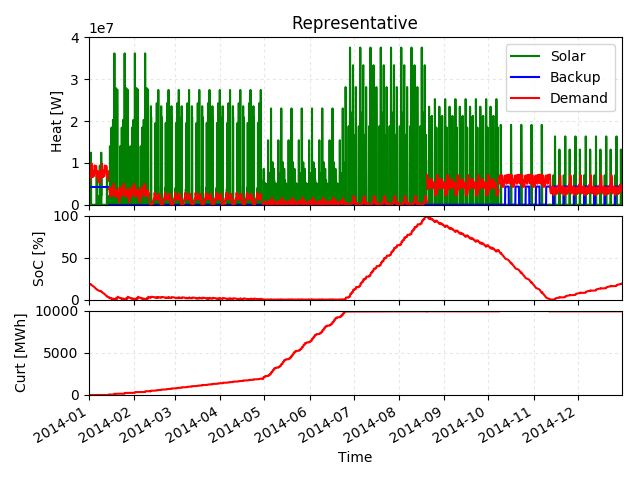 Representative
1e7
4
3
2
1
0
Heat [W]
Solar
Backup
Demand
100
50
0
SoC [%]
10000
5000
0
Curt [MWh]
2014-01
2014-02
2014-03
2014-04
2014-05
2014-06
2014-07
2014-08
2014-09
2014-10
2014-11
2014-12
Time